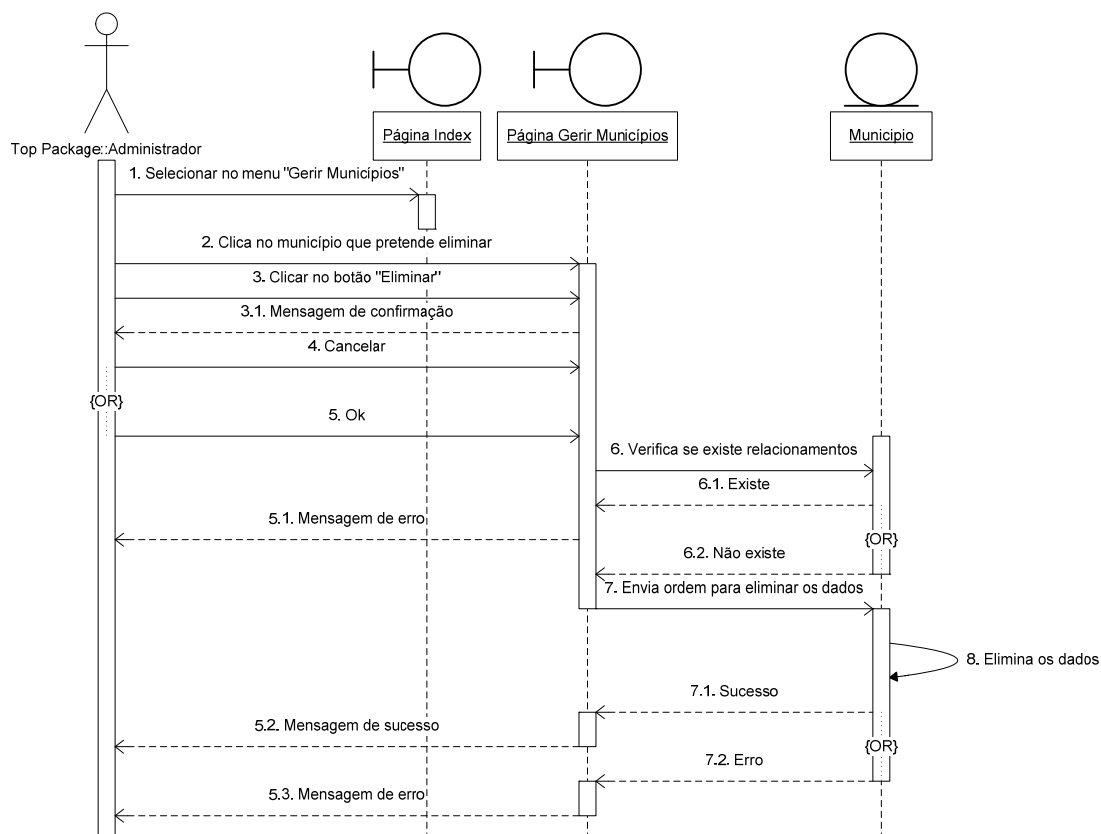 Top Package::Administrador
Página Index
Página Gerir Municípios
Municipio
1. Selecionar no menu "Gerir Municípios"
2. Clica no município que pretende eliminar
3. Clicar no botão "Eliminar"
3.1. Mensagem de confirmação
4. Cancelar
{OR}
5. Ok
6. Verifica se existe relacionamentos
6.1. Existe
5.1. Mensagem de erro
{OR}
6.2. Não existe
7. Envia ordem para eliminar os dados
8. Elimina os dados
7.1. Sucesso
5.2. Mensagem de sucesso
{OR}
7.2. Erro
5.3. Mensagem de erro